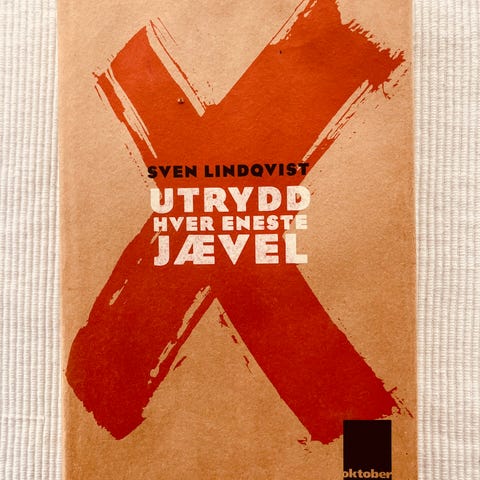 SVEN LINDQVIST
UTRYDD
HVER ENESTE
JÆVEL
oktober